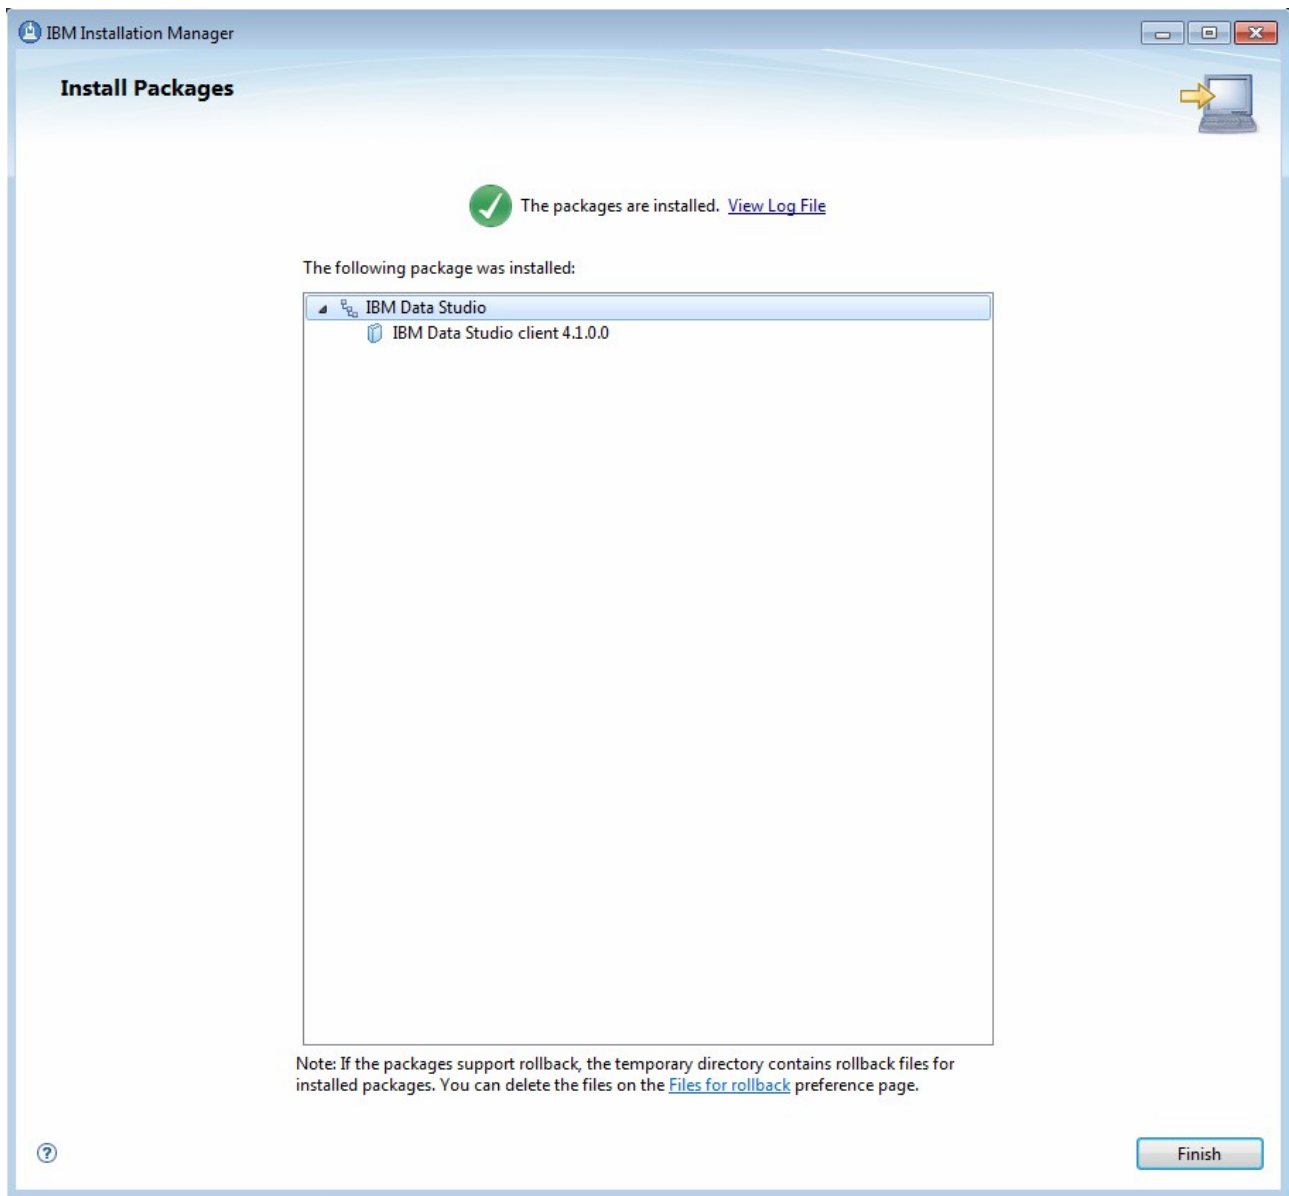 IBM Installation Manager
Install Packages
The packages are installed. View Log File
The following package was installed:
IBM Data Studio
IBM Data Studio client 4.1.0.0
Note: If the packages support rollback, the temporary directory contains rollback files for
installed packages. You can delete the files on the Files for rollback preference page.
Finish